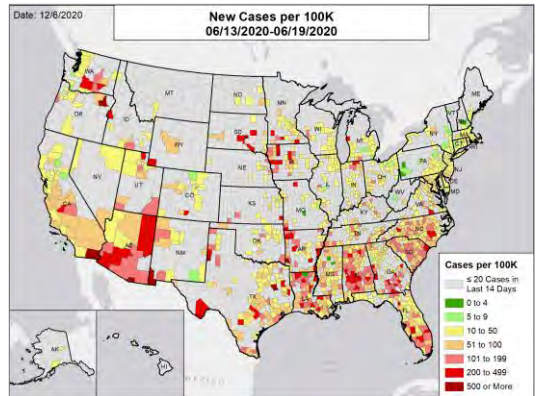 Date: 12/6/2020
New Cases per 100K
06/13/2020-06/19/2020
WA
MT
ND
MN
ME
OR
ID
SD
WI
MI
VT
NY
WY
NE
PA
CT
NJ
NV
UT
CO
IL
IN
OH
WV
DE
MD
CA
KS
MO
KY
AZ
NM
OK
AR
TN
NC
SC
TX
LA
MS
AL
GA
FL
AK
HI
MEXICO
Cases per 100K
≤ 20 Cases in
Last 14 Days
0 to 4
5 to 9
10 to 50
51 to 100
101 to 199
200 to 499
500 or More